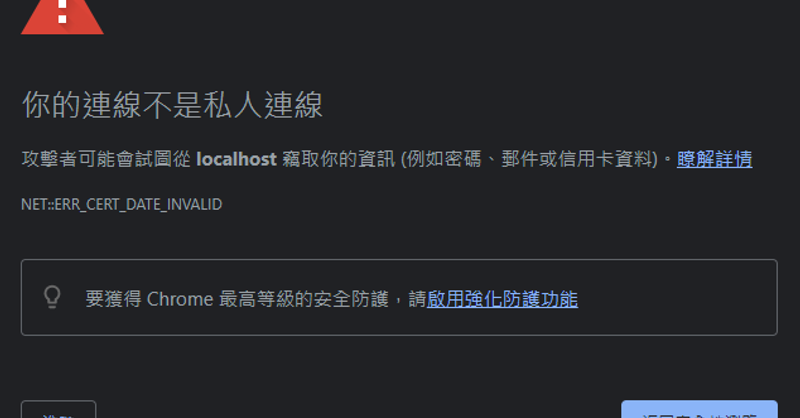 你的連線不是私人連線
攻擊者可能會試圖從 localhost 竊取你的資訊 (例如密碼、郵件或信用卡資料)。瞭解詳情
NET::ERR_CERT_DATE_INVALID
要獲得 Chrome 最高等級的安全防護，請啟用強化防護功能